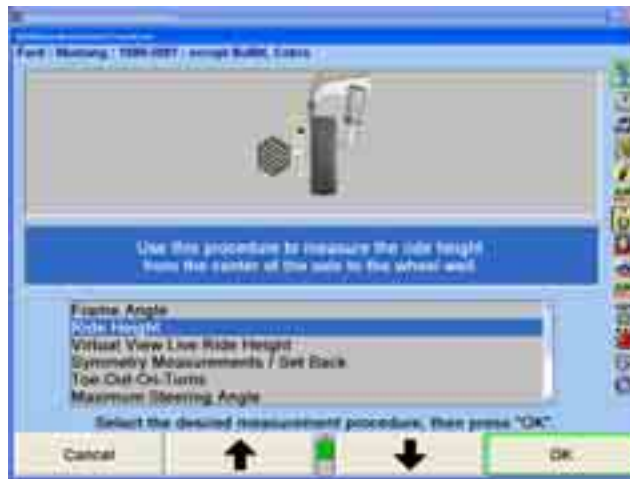 Ford : Mustang : 1999-2001 : except Bullitt, Cobra
Use this procedure to measure the ride height
from the center of the axle to the wheel well.
Frame Angle
Ride Height
Virtual View Live Ride Height
Symmetry Measurements / Set Back
Toe-Out-On-Turns
Maximum Steering Angle
Select the desired measurement procedure, then press "OK".
Cancel
OK